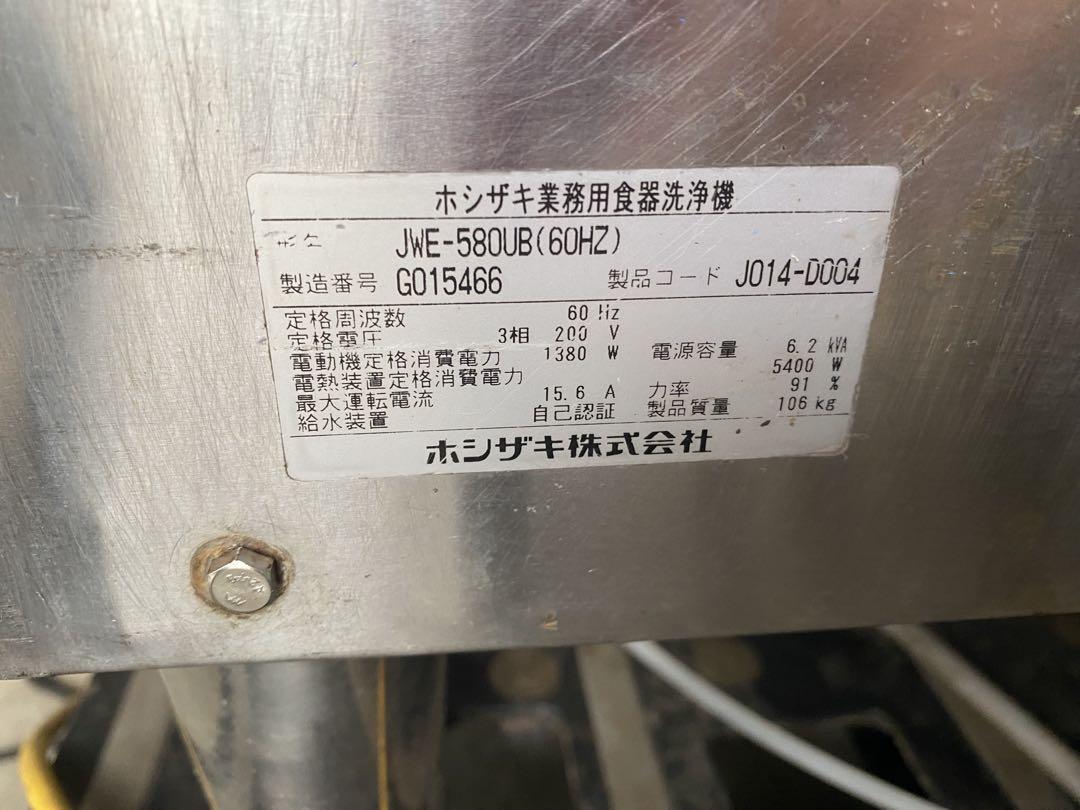 ホシザキ業務用食器洗浄機
形名 JWE-580UB(60HZ)
製造番号 G015466 製品コード J014-D004
定格周波数 60 Hz
定格電圧 3相 200 V
電動機定格消費電力 1380 W 電源容量 6.2 kVA
電熱装置定格消費電力 5400 W
最大運転電流 15.6 A 力率 91 %
給水装置 自己認証 製品質量 106 kg
ホシザキ株式会社